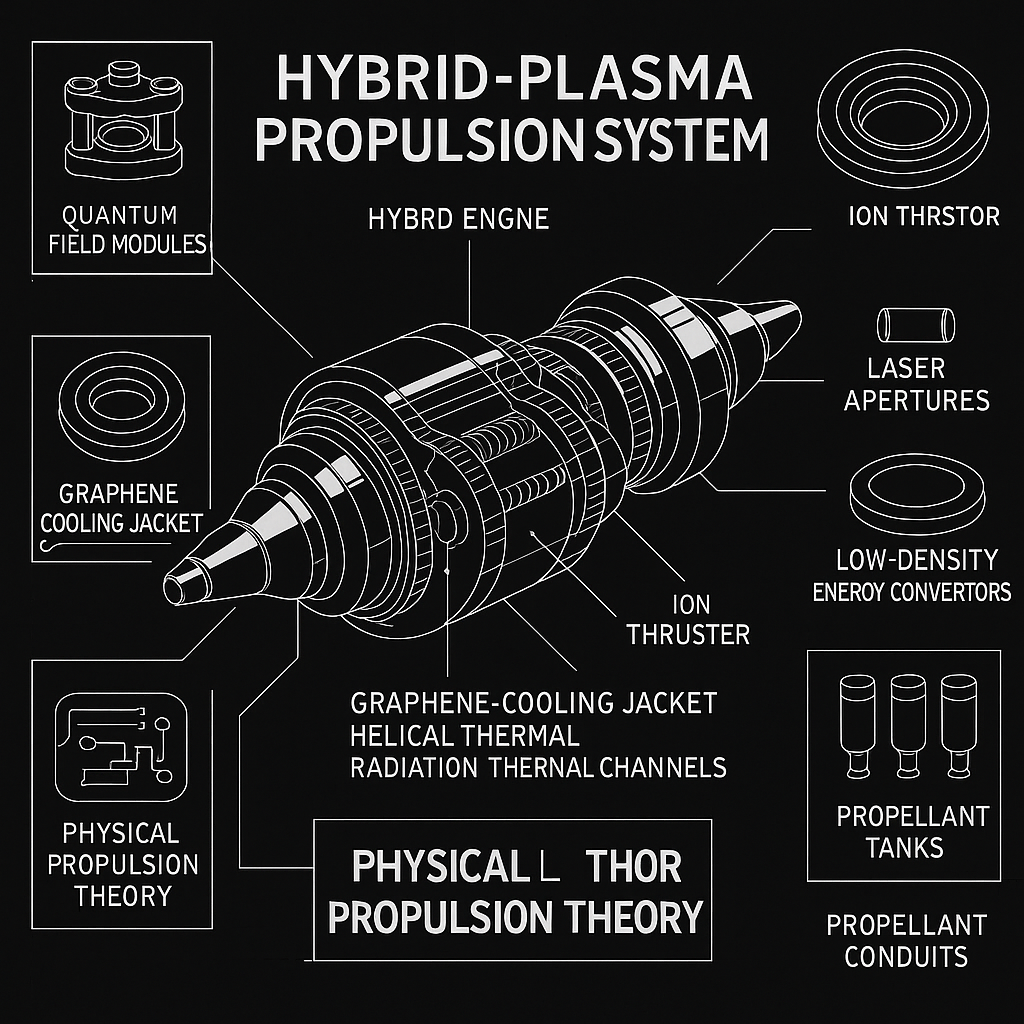 HYBRID-PLASMA
PROPULSION SYSTEM
QUANTUM
FIELD MODULES
HYBRD ENGNE
ION THRSTOR
LASER
APERTURES
GRAPHENE
COOLING JACKET
LOW-DENSITY
ENEROY CONVERTORS
ION
THRUSTER
GRAPHENE-COOLING JACKET
HELICAL THERMAL
RADIATION THERNAL CHANNELS
PHYSICAL
PROPULSION
THEORY
PHYSICAL L THOR
PROPULSION THEORY
PROPELLANT
TANKS
PROPELLANT
CONDUITS